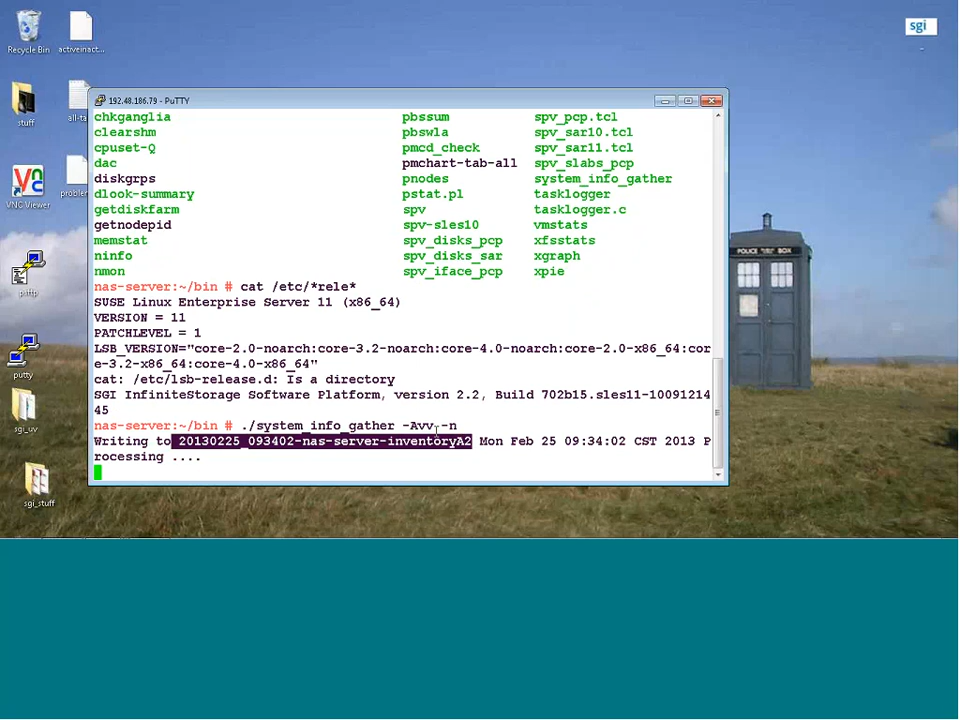 Recycle Bin
activeinact...
sgi
stuff
VNC Viewer
psftp
putty
sgi_uv
sgi_stuff
192.48.186.79 - PuTTY
chkganglia pbssum spv_pcp.tcl
clearshm pbswla spv_sar10.tcl
cpuset-Q pmcd_check spv_sar11.tcl
dac pmchart-tab-all spv_slabs_pcp
diskgrps pnodes system_info_gather
dlook-summary pstat.pl tasklogger
getdiskfarm spv tasklogger.c
getnodepid spv-sles10 vmstats
memstat spv_disks_pcp xfsstats
ninfo spv_disks_sar xgraph
nmon spv_iface_pcp xpie
nas-server:~/bin # cat /etc/*rele*
SUSE Linux Enterprise Server 11 (x86_64)
VERSION = 11
PATCHLEVEL = 1
LSB_VERSION="core-2.0-noarch:core-3.2-noarch:core-4.0-noarch:core-2.0-x86_64:cor
e-3.2-x86_64:core-4.0-x86_64"
cat: /etc/lsb-release.d: Is a directory
SGI InfiniteStorage Software Platform, version 2.2, Build 702b15.sles11-10091214
45
nas-server:~/bin # ./system_info_gather -Avv -n
Writing to 20130225_093402-nas-server-inventoryA2 Mon Feb 25 09:34:02 CST 2013 P
rocessing ....
POLICE BOX